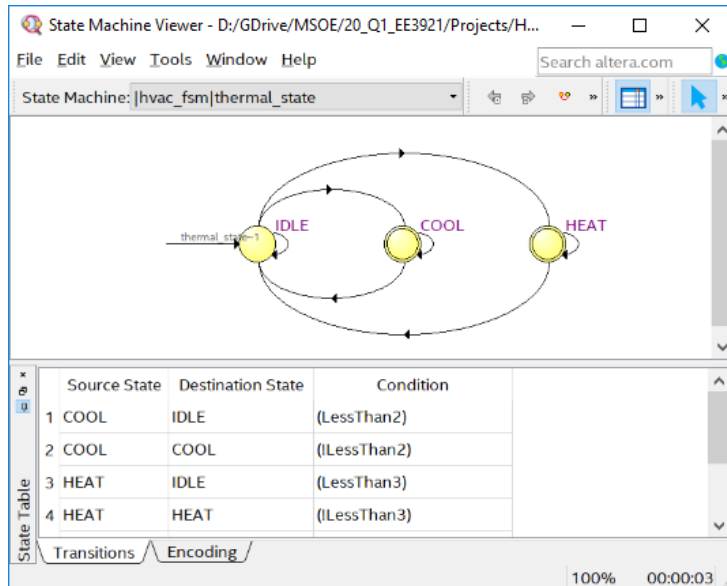 State Machine Viewer - D:/GDrive/MSOE/20_Q1_EE3921/Projects/H...
File Edit View Tools Window Help
Search altera.com
State Machine: |hvac_fsm|thermal_state
»
»
»
thermal_state~1
IDLE
COOL
HEAT
Source State Destination State Condition
1 COOL IDLE (LessThan2)
2 COOL COOL (!LessThan2)
3 HEAT IDLE (LessThan3)
4 HEAT HEAT (!LessThan3)
State Table
Transitions Encoding
100% 00:00:03